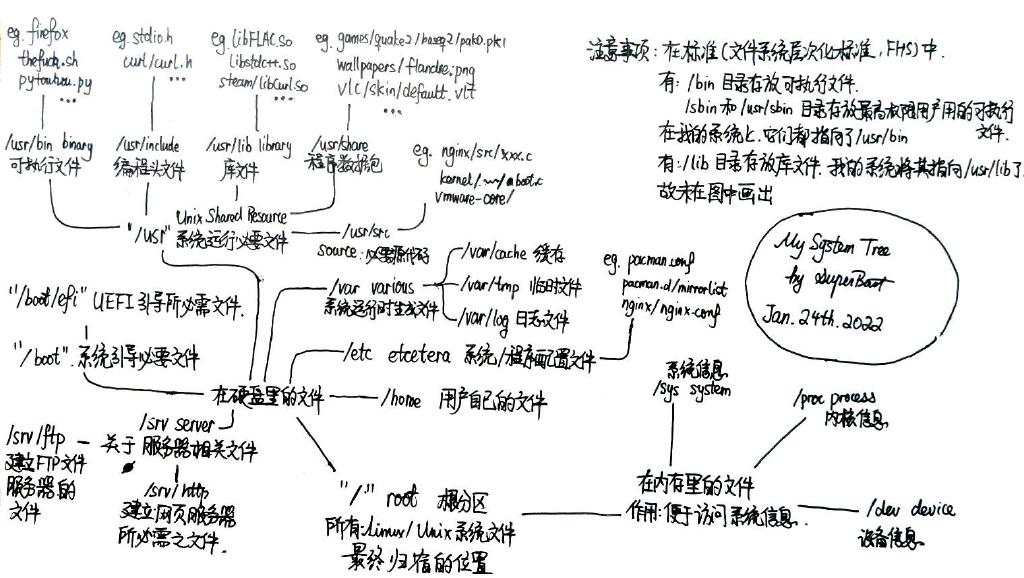 eg. firefox
thefuck.sh
pytouhou.py
...
eg. stdio.h
curl/curl.h
...
eg. libFLAC.so
libstdc++.so
steam/libcurl.so
...
eg. games/quake2/baseq2/pak0.pk1
wallpapers/flandre.png
vlc/skin/default.vlt
...
/usr/bin binary
可执行文件
/usr/include
编程头文件
/usr/lib library
库文件
/usr/share
程序数据包
eg. nginx/src/xxx.c
kernel/
vmware-core/
"/usr" Unix Shared Resource
系统运行必要文件
/usr/src
source:必要源代码
注意事项:在标准(文件系统层次化标准,FHS)中.
有:/bin 目录存放可执行文件.
/sbin 和 /usr/sbin 目录存放最高权限用户用的可执行文件.
在我的系统上,它们都指向了/usr/bin
有:/lib 目录存放库文件.我的系统将其指向/usr/lib了
故未在图中画出
My System Tree
by SuperBart
Jan. 24th. 2022
"/boot/efi" UEFI引导所必需文件.
"/boot".系统引导必要文件
/var various
系统运行时生成文件
/var/cache 缓存
/var/tmp 临时文件
/var/log 日志文件
/etc etcetera 系统/程序配置文件
eg. pacman.conf
pacman.d/mirrorlist
nginx/nginx.conf
在硬盘里的文件
/home 用户自己的文件
/srv server
关于服务器相关文件
/srv/ftp
建立FTP文件
服务器的
文件
/srv/http
建立网页服务器
所必需之文件.
"/" root 根分区
所有Linux/Unix系统文件
最终归宿的位置
系统信息
/sys system
/proc process
内核信息.
在内存里的文件
作用:便于访问系统信息.
/dev device
设备信息.